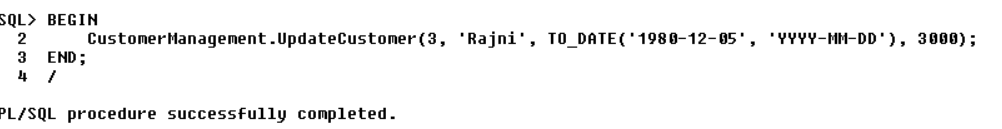 SQL> BEGIN
2 CustomerManagement.UpdateCustomer(3, 'Rajni', TO_DATE('1980-12-05', 'YYYY-MM-DD'), 3000);
3 END;
4 /
PL/SQL procedure successfully completed.